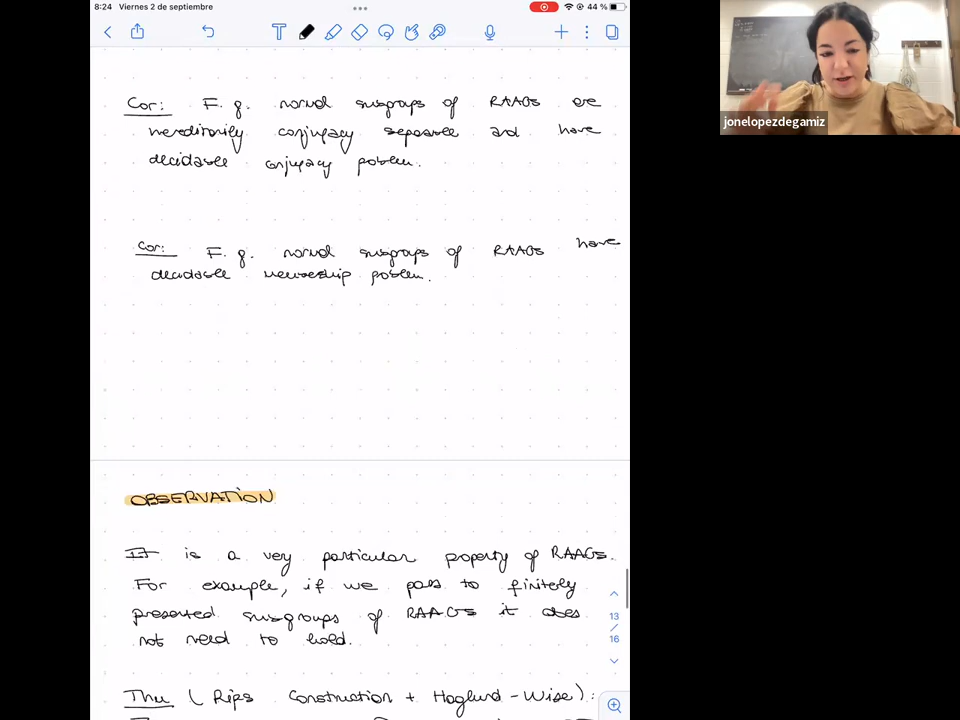 8:24 Viernes 2 de septiembre
44 %
jonelopezdegamiz
Cor: F. g. normal subgroups of RAAGs are
hereditarily conjugacy separable and have
decidable conjugacy problem.
Cor: F. g. normal subgroups of RAAGs have
decidable membership problem.
OBSERVATION
It is a very particular property of RAAGs.
For example, if we pass to finitely
presented subgroups of RAAGs it does
not need to hold.
13
/
16
Thm (Rips Construction + Haglund-Wise):